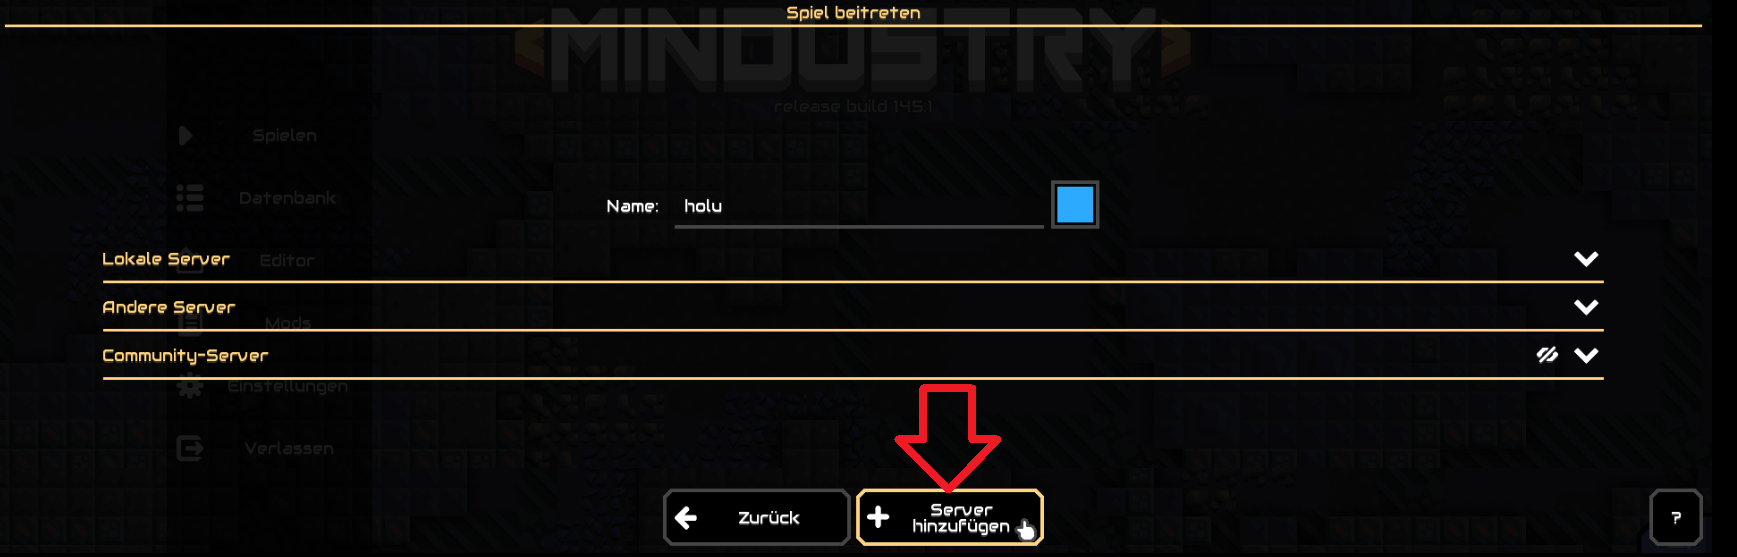 Spiel beitreten
MINDUSTRY
release build 145.1
Spielen
Datenbank
Name: holu
Lokale Server
Editor
Andere Server
Mods
Community-Server
Einstellungen
Verlassen
Zurück
Server
hinzufügen
?